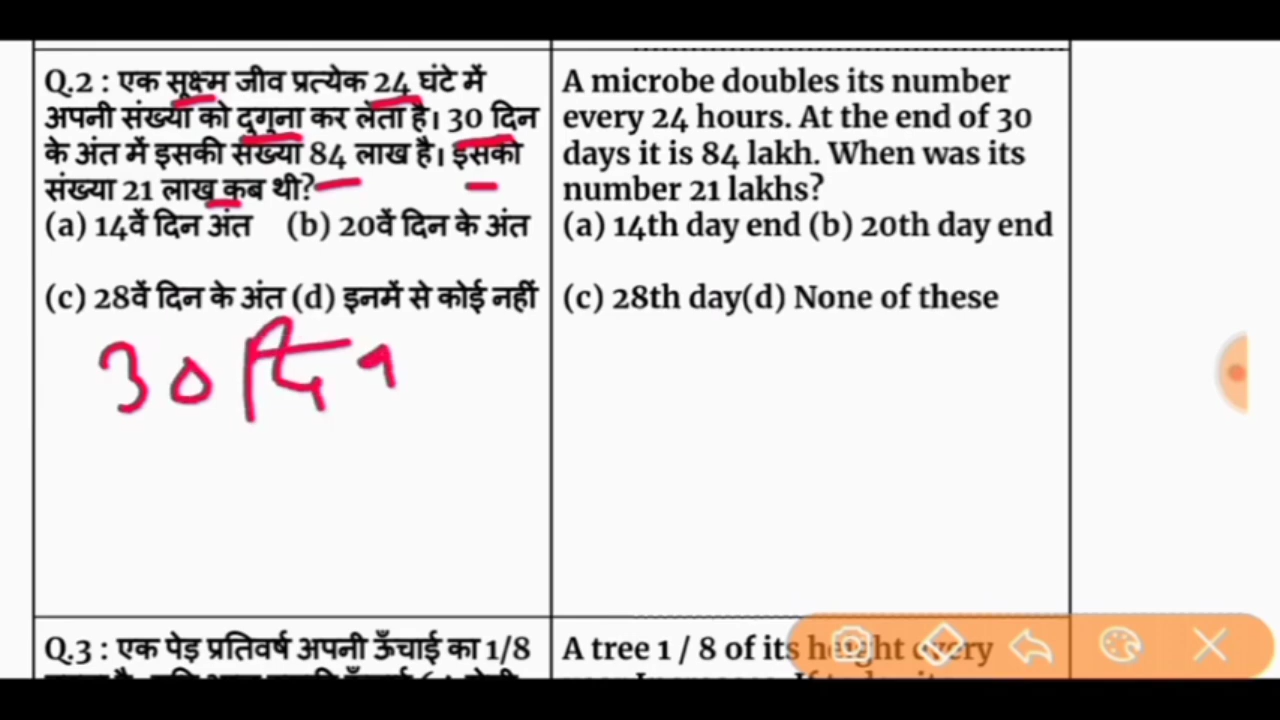 Q.2 : एक सूक्ष्म जीव प्रत्येक 24 घंटे में
अपनी संख्या को दुगुना कर लेता है। 30 दिन
के अंत में इसकी संख्या 84 लाख है। इसकी
संख्या 21 लाख कब थी?
(a) 14वें दिन अंत (b) 20वें दिन के अंत
(c) 28वें दिन के अंत (d) इनमें से कोई नहीं
30 दिन
A microbe doubles its number
every 24 hours. At the end of 30
days it is 84 lakh. When was its
number 21 lakhs?
(a) 14th day end (b) 20th day end
(c) 28th day(d) None of these
Q.3 : एक पेड़ प्रतिवर्ष अपनी ऊँचाई का 1/8
A tree 1 / 8 of its height every